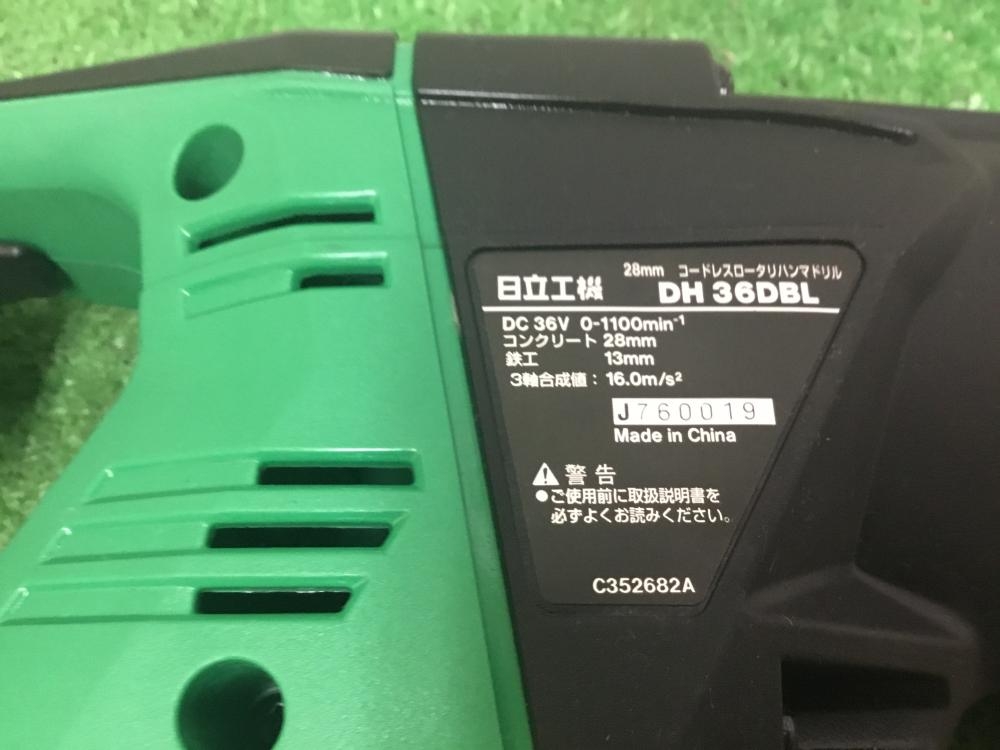 28mm コードレスロータリハンマドリル
日立工機 DH 36DBL
DC 36V 0-1100min⁻¹
コンクリート 28mm
鉄工 13mm
3軸合成値：16.0m/s²
J760019
Made in China
警告
●ご使用前に取扱説明書を
必ずよくお読みください。
C352682A